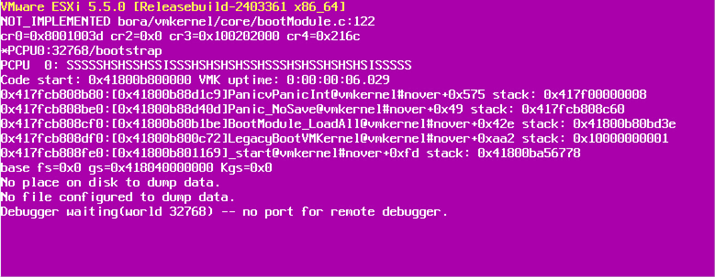 VMware ESXi 5.5.0 [Releasebuild-2403361 x86_64]
NOT_IMPLEMENTED bora/vmkernel/core/bootModule.c:122
cr0=0x8001003d cr2=0x0 cr3=0x100202000 cr4=0x216c
*PCPU0:32768/bootstrap
PCPU  0: SSSSSHSHSSHSSISSSHSHSHSHSHSSHSSSHSSHSHSHSISSSSS
Code start: 0x41800b800000 VMK uptime: 0:00:00:06.029
0x417fcb808b80:[0x41800b88d1c9]PanicvPanicInt@vmkernel#nover+0x575 stack: 0x417f00000008
0x417fcb808be0:[0x41800b88d40d]Panic_NoSave@vmkernel#nover+0x49 stack: 0x417fcb808c60
0x417fcb808cf0:[0x41800b80b1be]BootModule_LoadAll@vmkernel#nover+0x42e stack: 0x41800b80bd3e
0x417fcb808df0:[0x41800b800c72]LegacyBootVMKernel@vmkernel#nover+0xaa2 stack: 0x10000000001
0x417fcb808fe0:[0x41800b801169]_start@vmkernel#nover+0xfd stack: 0x41800ba56778
base fs=0x0 gs=0x418040000000 Kgs=0x0
No place on disk to dump data.
No file configured to dump data.
Debugger waiting(world 32768) -- no port for remote debugger.